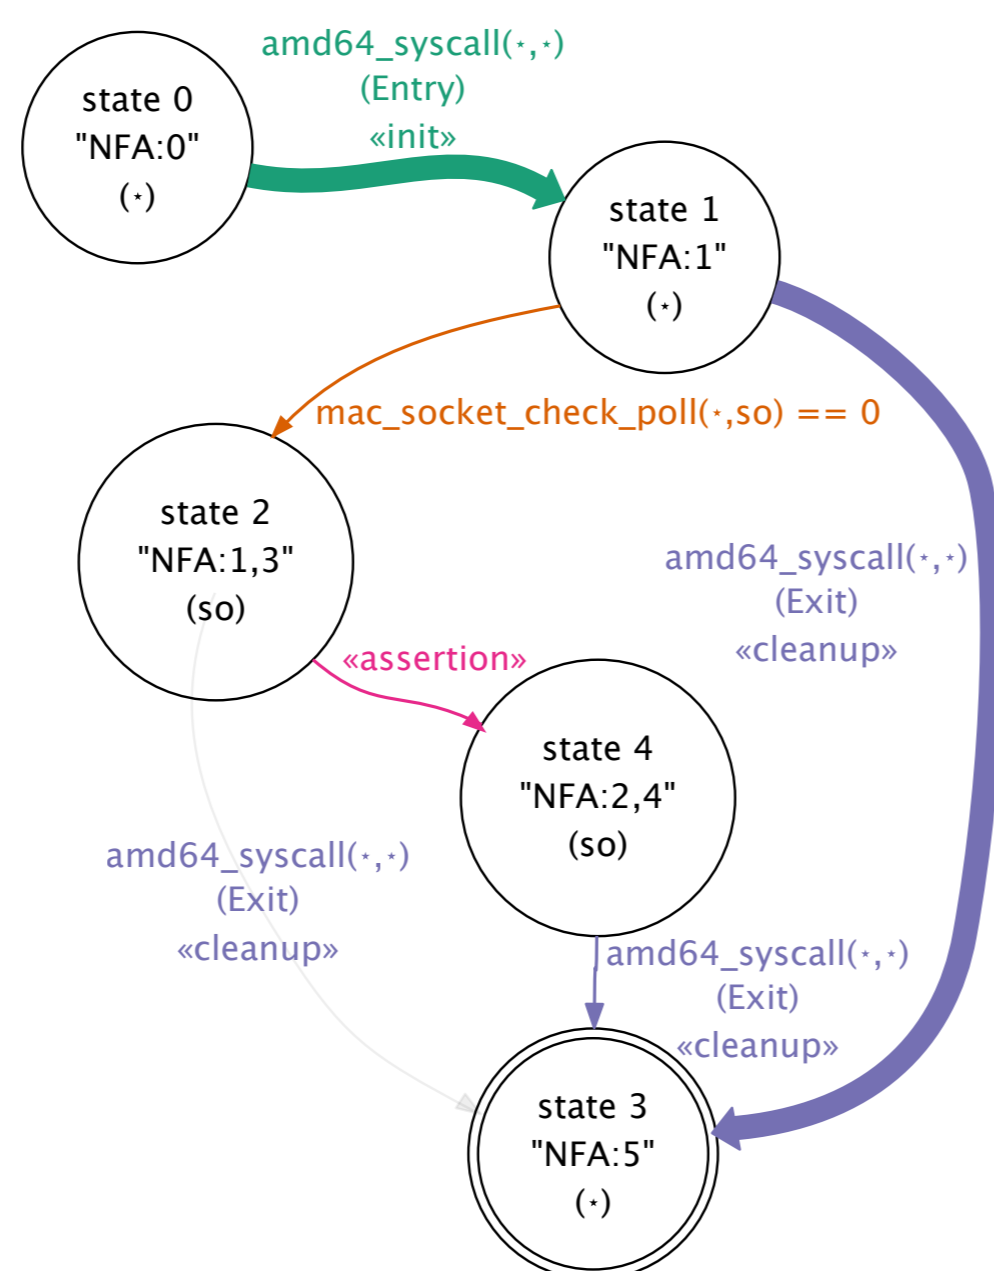 amd64_syscall(⋆,⋆)
(Entry)
«init»
state 0
"NFA:0"
(⋆)
state 1
"NFA:1"
(⋆)
mac_socket_check_poll(⋆,so) == 0
state 2
"NFA:1,3"
(so)
amd64_syscall(⋆,⋆)
(Exit)
«cleanup»
«assertion»
state 4
"NFA:2,4"
(so)
amd64_syscall(⋆,⋆)
(Exit)
«cleanup»
amd64_syscall(⋆,⋆)
(Exit)
«cleanup»
state 3
"NFA:5"
(⋆)